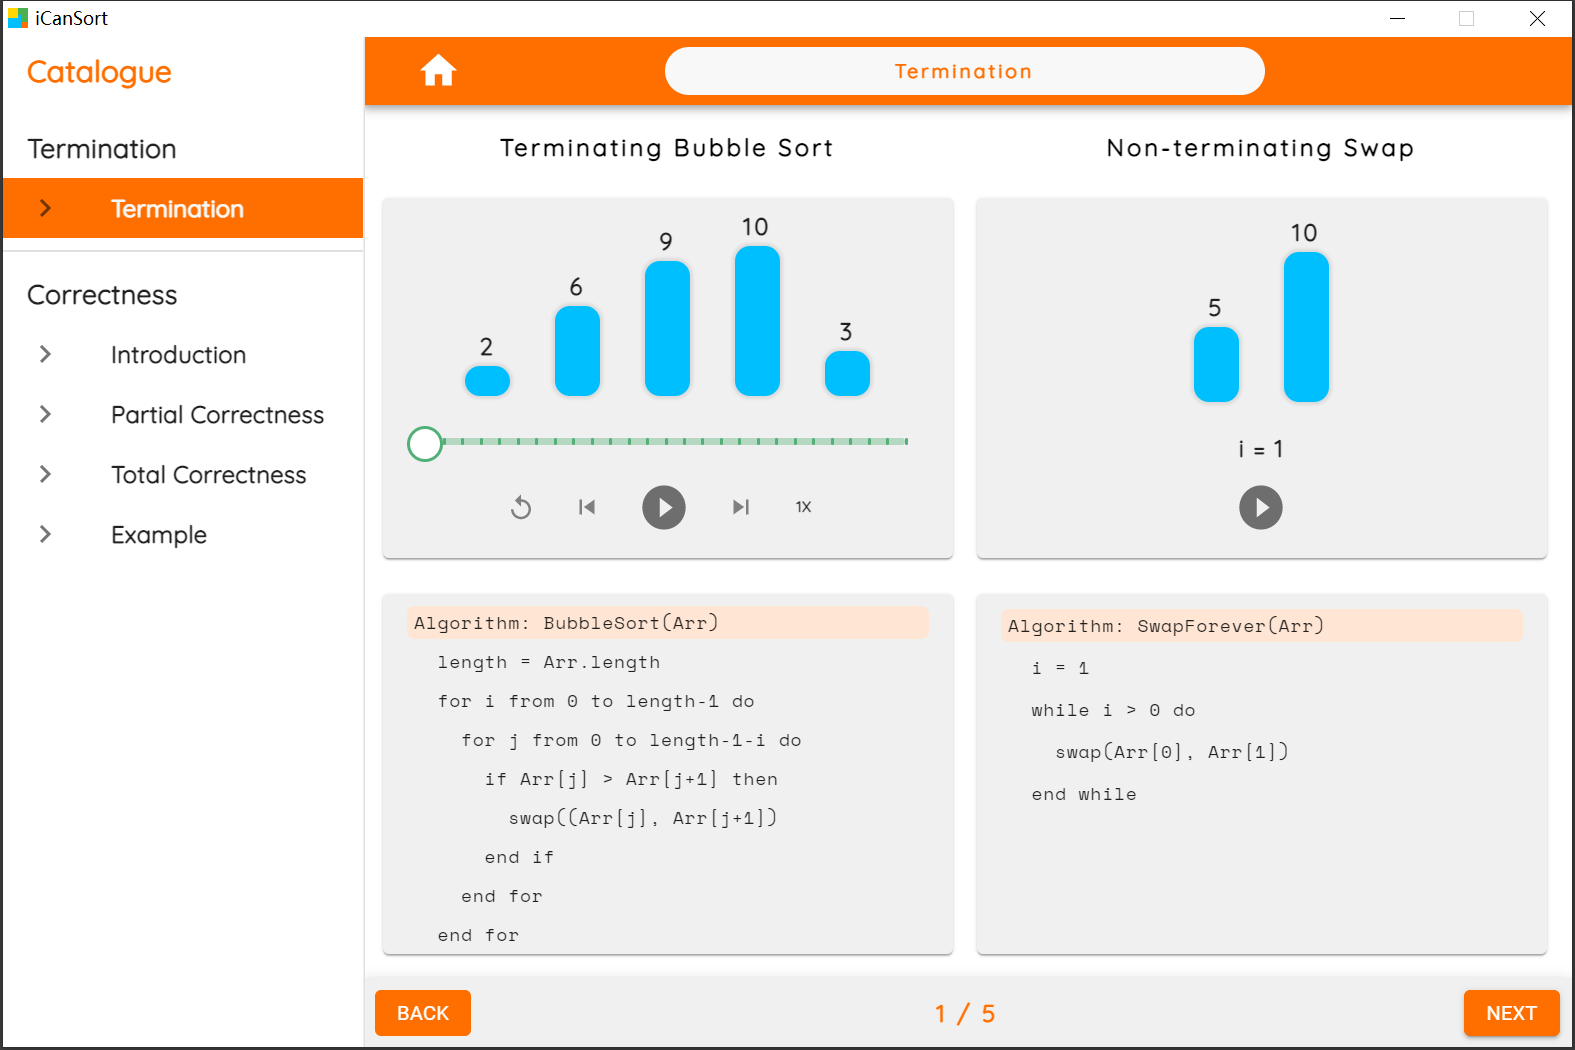 iCanSort
Catalogue
Termination
Termination
Correctness
Introduction
Partial Correctness
Total Correctness
Example
Termination
Terminating Bubble Sort
2 6 9 10 3
1X
Non-terminating Swap
5 10
i = 1
Algorithm: BubbleSort(Arr)
length = Arr.length
for i from 0 to length-1 do
for j from 0 to length-1-i do
if Arr[j] > Arr[j+1] then
swap((Arr[j], Arr[j+1])
end if
end for
end for
Algorithm: SwapForever(Arr)
i = 1
while i > 0 do
swap(Arr[0], Arr[1])
end while
BACK
1 / 5
NEXT